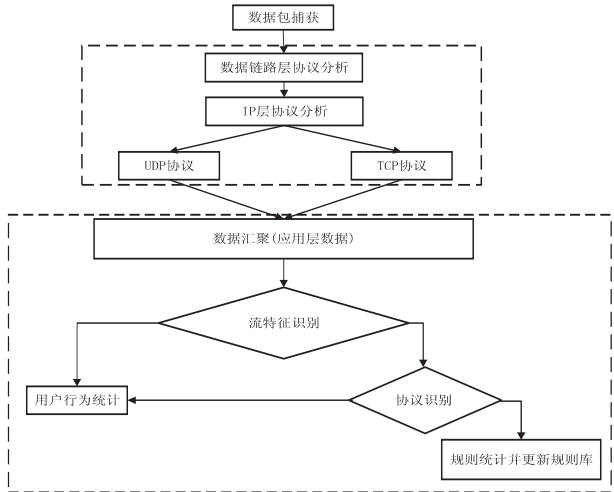 数据包捕获
数据链路层协议分析
IP层协议分析
UDP协议
TCP协议
数据汇聚(应用层数据)
流特征识别
用户行为统计
协议识别
规则统计并更新规则库